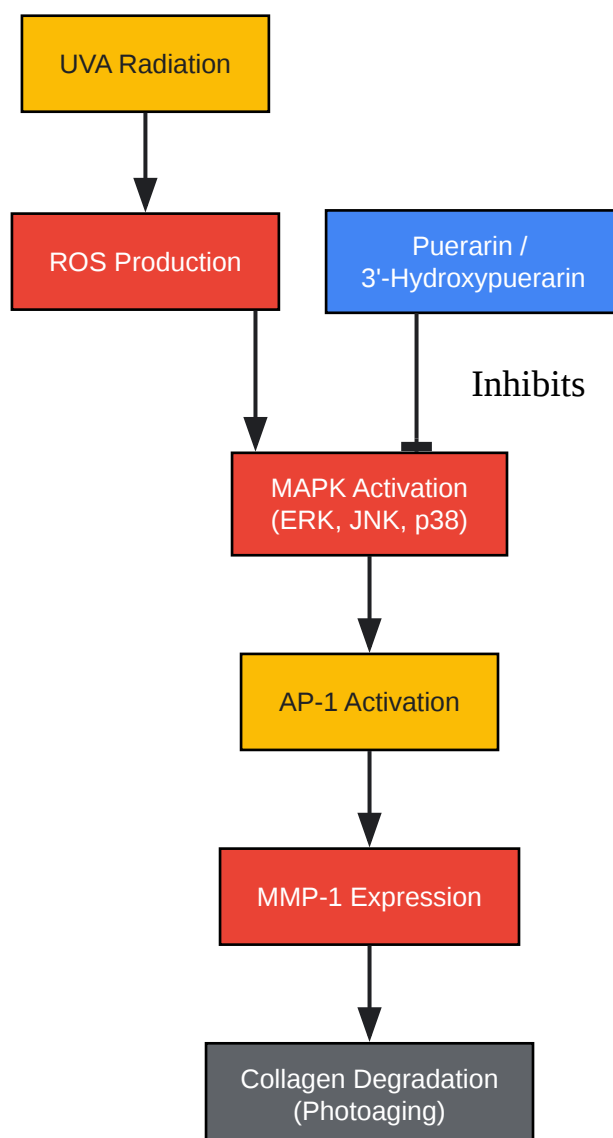 UVA Radiation
ROS Production
Puerarin /
3'-Hydroxypuerarin
Inhibits
MAPK Activation
(ERK, JNK, p38)
AP-1 Activation
MMP-1 Expression
Collagen Degradation
(Photoaging)